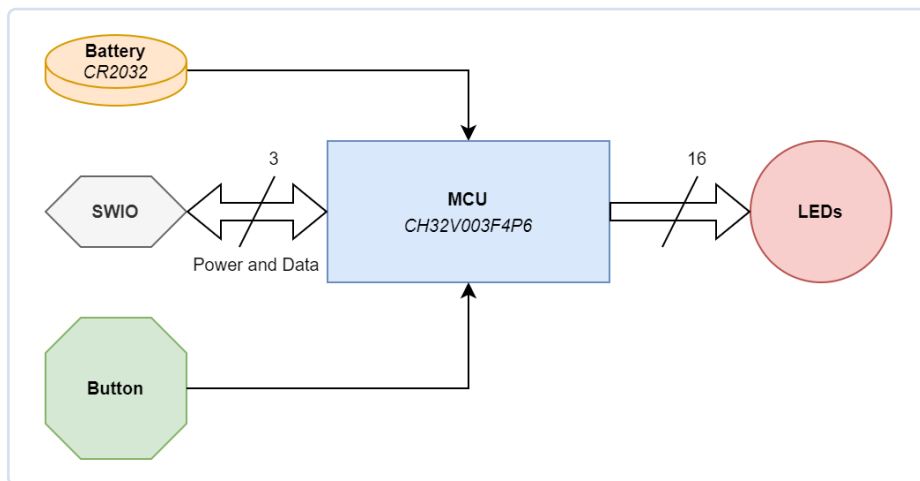 Battery
CR2032
3
16
SWIO
MCU
CH32V003F4P6
LEDs
Power and Data
Button